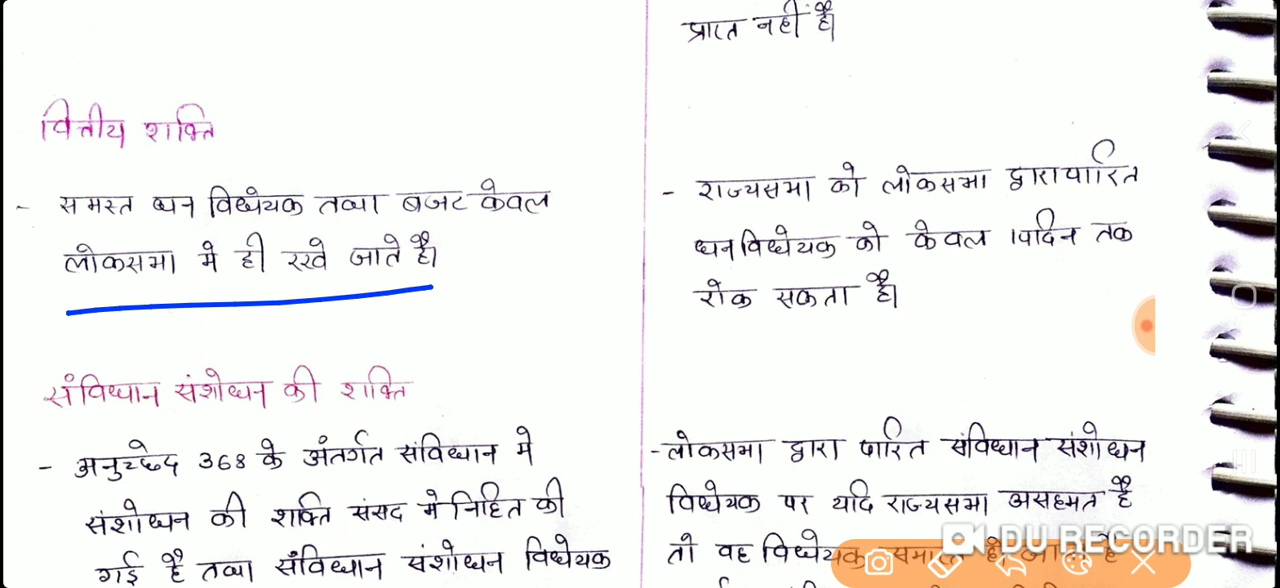 प्राप्त नहीं है।
वित्तीय शक्ति
- समस्त धन विधेयक तथा बजट केवल
लोकसभा मे ही रखे जाते है।
- राज्यसभा को लोकसभा द्वारा पारित
धन विधेयक को केवल 14 दिन तक
रोक सकता है।
संविधान संशोधन की शक्ति
- अनुच्छेद 368 के अंतर्गत संविधान मे
संशोधन की शक्ति संसद मे निहित की
गई है तथा संविधान संशोधन विधेयक
- लोकसभा द्वारा पारित संविधान संशोधन
विधेयक पर यदि राज्यसभा असहमत है
तो वह विधेयक
DU RECORDER